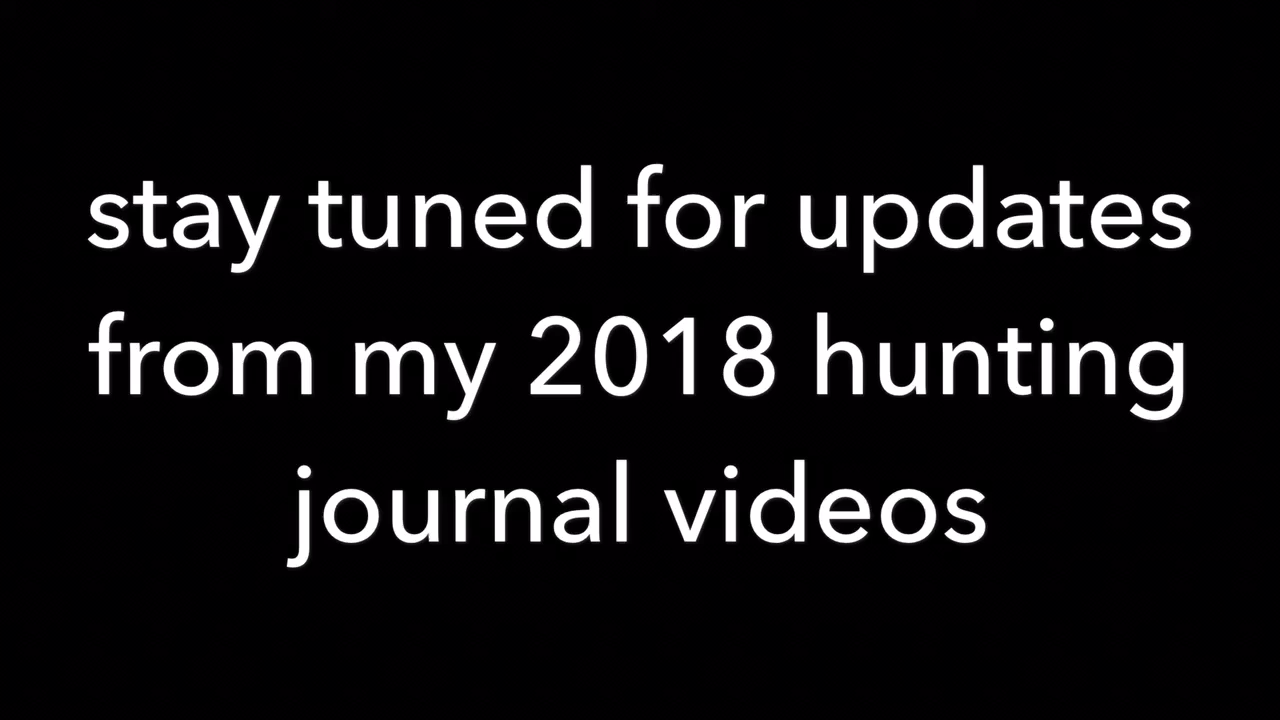 stay tuned for updates
from my 2018 hunting
journal videos